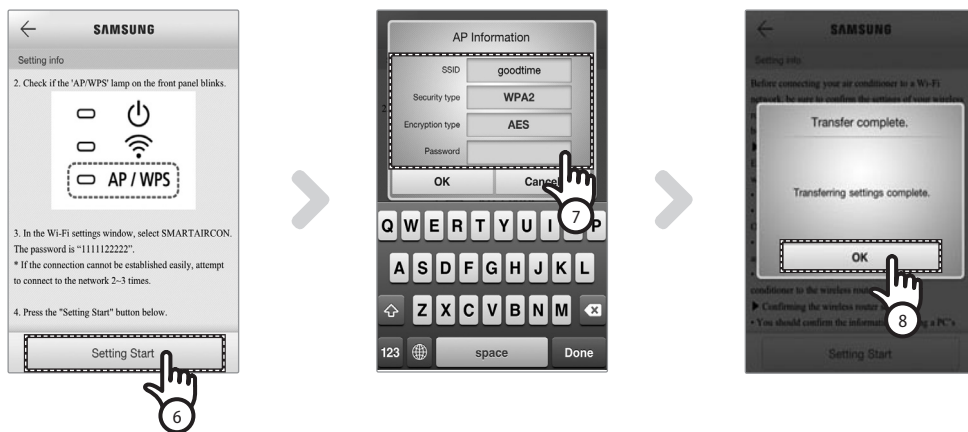 SAMSUNG
Setting info
2. Check if the 'AP/WPS' lamp on the front panel blinks.
AP / WPS
3. In the Wi-Fi settings window, select SMARTAIRCON.
The password is “1111122222”.
* If the connection cannot be established easily, attempt
to connect to the network 2~3 times.
4. Press the "Setting Start" button below.
Setting Start
6
AP Information
SSID
goodtime
Security type
WPA2
Encryption type
AES
Password
OK
Cancel
7
Q W E R T Y U I P
A S D F G H J K L
Z X C V B N M
123
space
Done
SAMSUNG
Setting info
Before connecting your air conditioner to a Wi-Fi
network, be sure to confirm the settings of your wireless
Transfer complete.
Transferring settings complete.
OK
conditioner to the wireless
▶ Confirming the wireless router
• You should confirm the a PC's
Setting Start
8